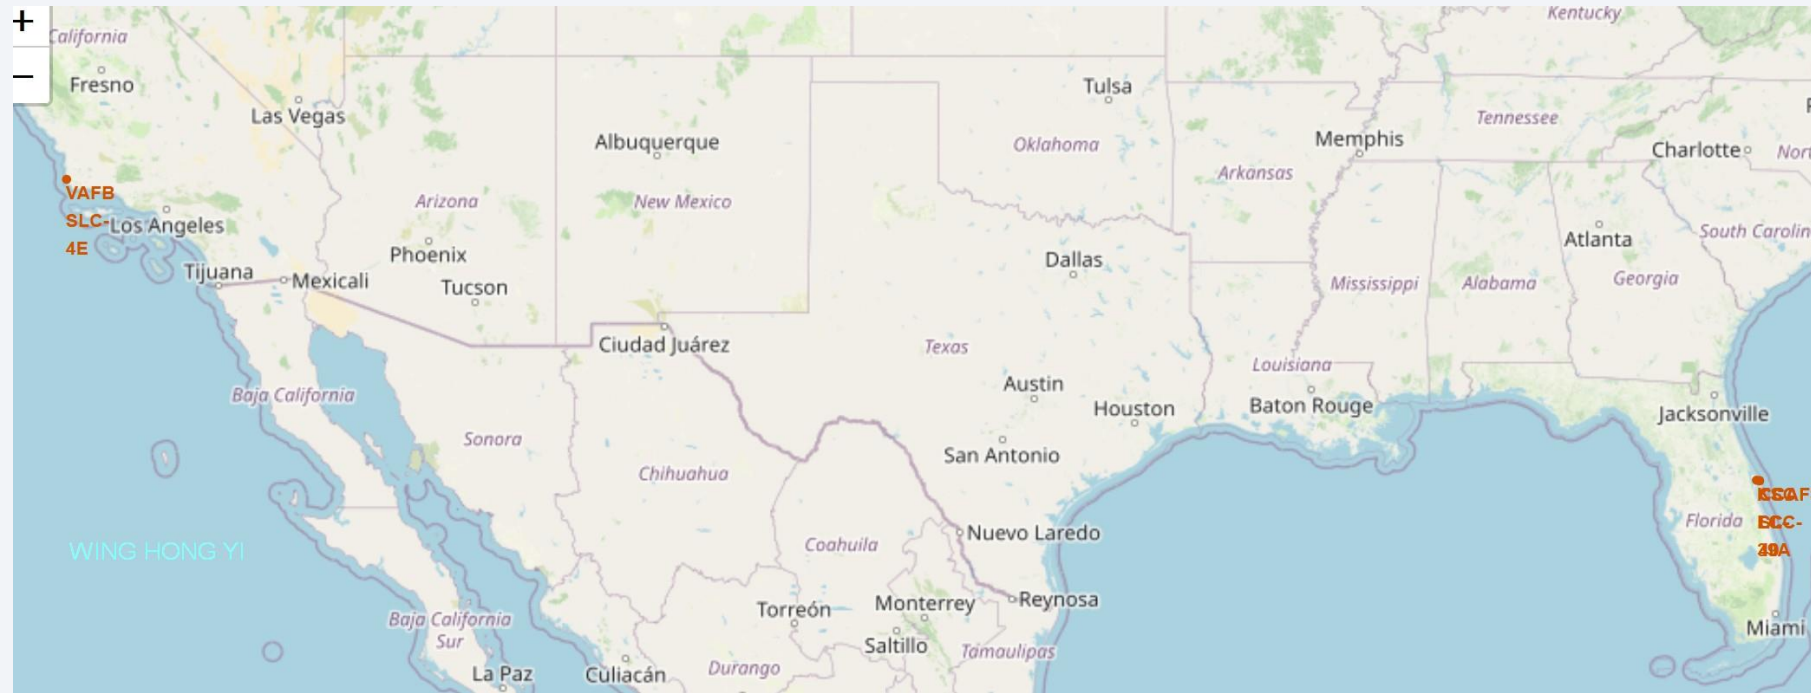 +
California
Kentucky
Fresno
−
Tulsa
Las Vegas
Tennessee
Memphis
Albuquerque
Oklahoma
Charlotte
Nor
Arkansas
VAFB
SLC-
4E
Arizona
New Mexico
Los Angeles
South Carolin
Atlanta
Phoenix
Dallas
Tijuana
Mexicali
Tucson
Mississippi
Alabama
Georgia
Ciudad Juárez
Texas
Louisiana
Baja California
Austin
Houston
Baton Rouge
Jacksonville
Sonora
San Antonio
Chihuahua
Florida
Nuevo Laredo
Coahuila
WING HONG YI
Torreón
Monterrey
Reynosa
Baja California
Sur
Saltillo
Tamaulipas
Miami
La Paz
Culiacán
Durango